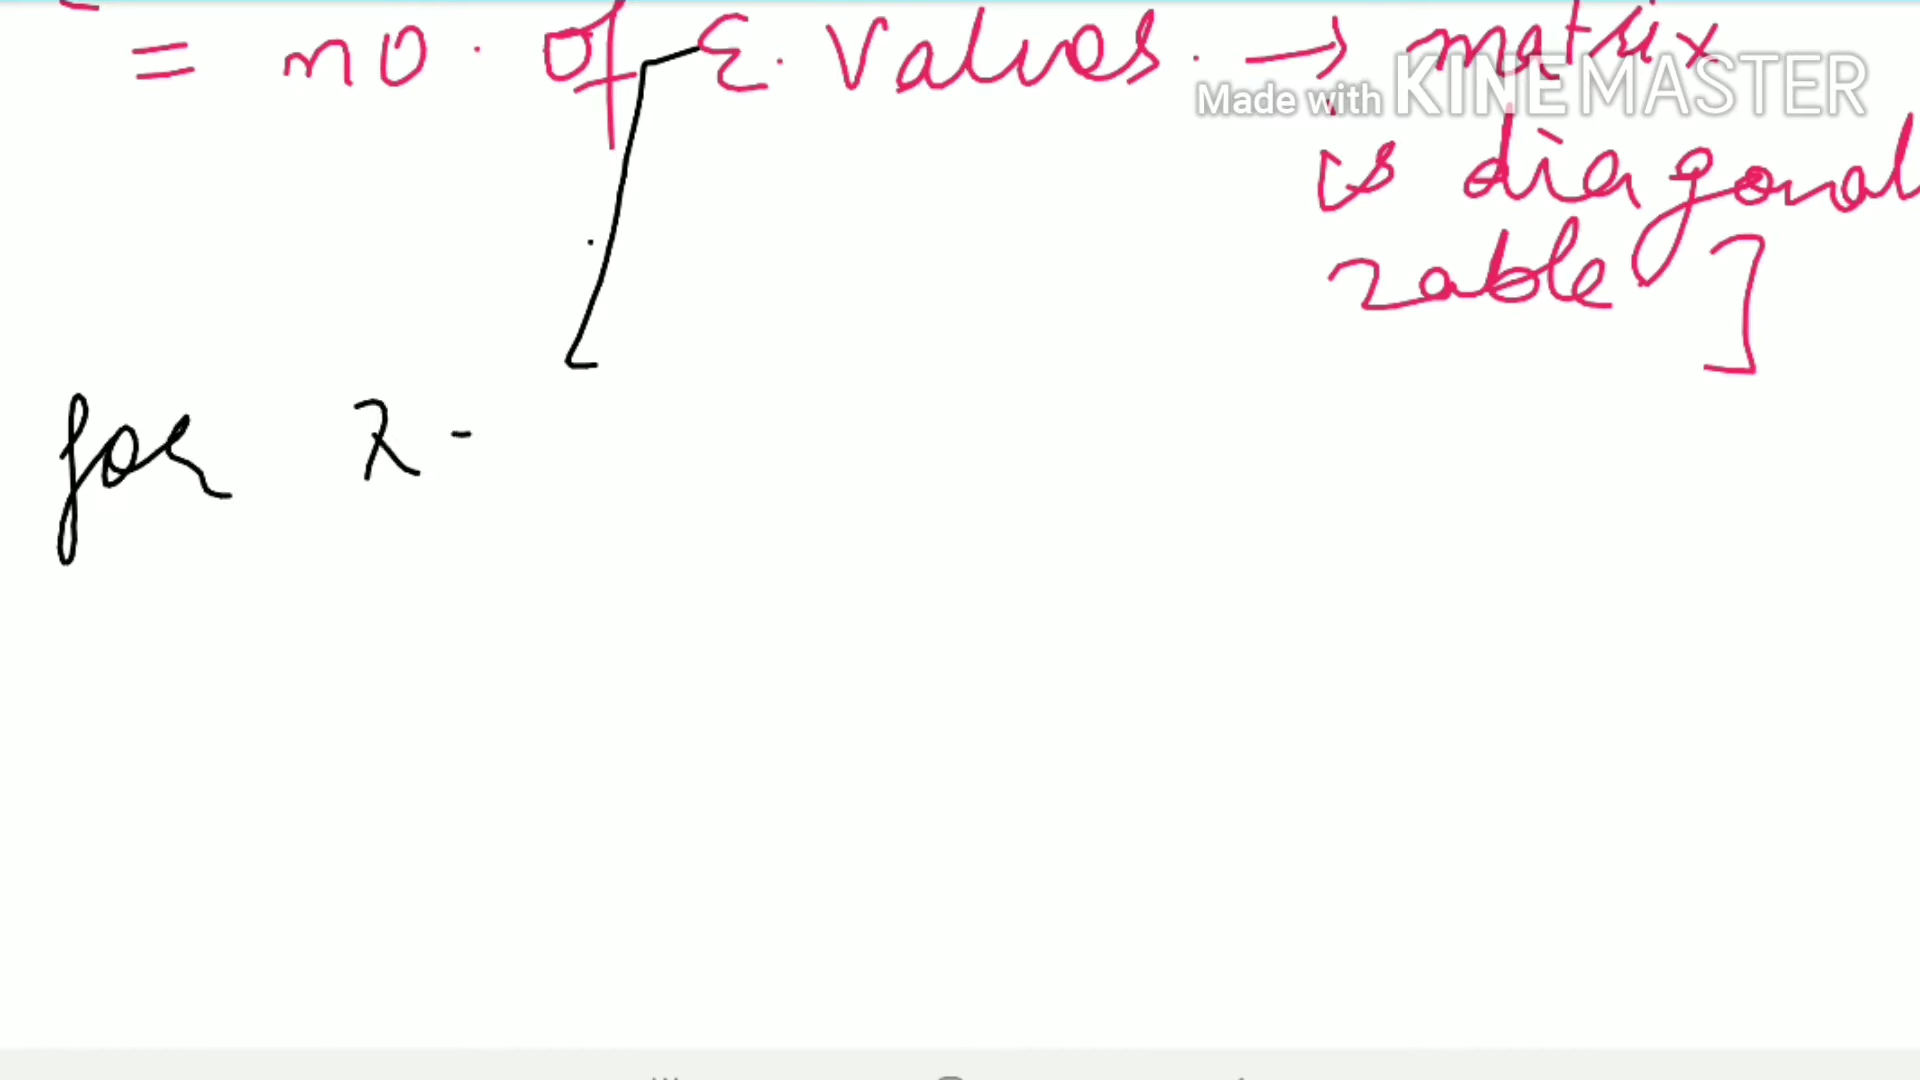 = no. of E. Values. → matrix
Made with KINEMASTER
is diagonal
zable ]
for λ -